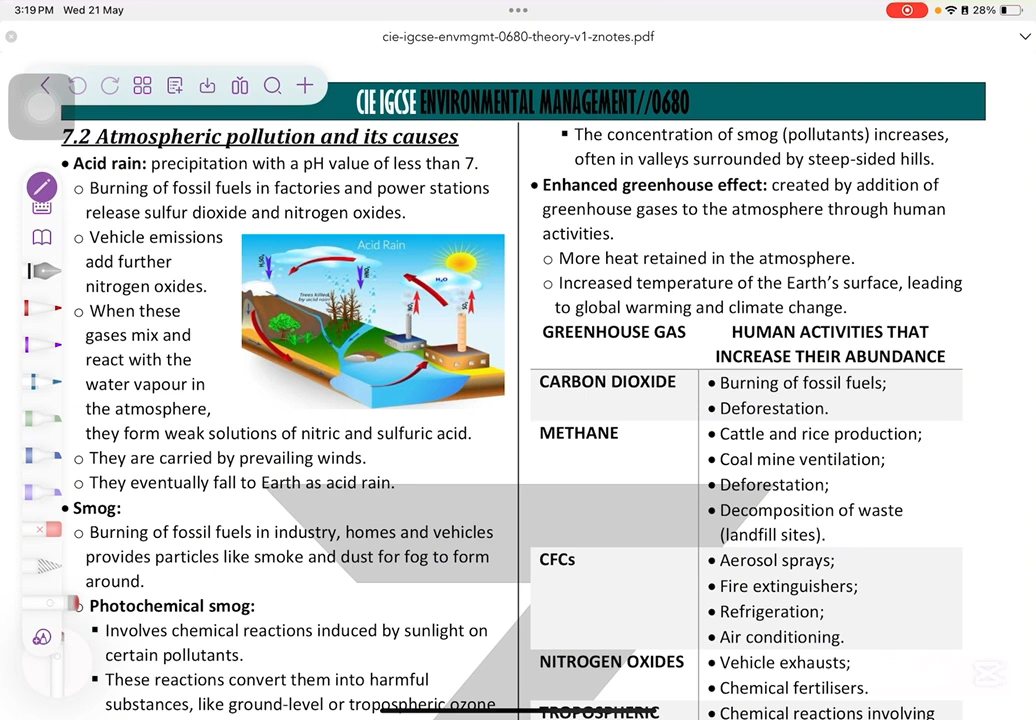 3:19 PM Wed 21 May
28%
cie-igcse-envmgmt-0680-theory-v1-znotes.pdf
CIE IGCSE ENVIRONMENTAL MANAGEMENT//0680
7.2 Atmospheric pollution and its causes
• Acid rain: precipitation with a pH value of less than 7.
o Burning of fossil fuels in factories and power stations
release sulfur dioxide and nitrogen oxides.
o Vehicle emissions
add further
nitrogen oxides.
o When these
gases mix and
react with the
water vapour in
the atmosphere,
they form weak solutions of nitric and sulfuric acid.
o They are carried by prevailing winds.
o They eventually fall to Earth as acid rain.
Acid Rain
H₂SO₄
HNO₃
H₂O
Trees killed
by acid rain
SO₂
• Smog:
o Burning of fossil fuels in industry, homes and vehicles
provides particles like smoke and dust for fog to form
around.
o Photochemical smog:
▪ Involves chemical reactions induced by sunlight on
certain pollutants.
▪ These reactions convert them into harmful
substances, like ground-level or tropospheric ozone
▪ The concentration of smog (pollutants) increases,
often in valleys surrounded by steep-sided hills.
• Enhanced greenhouse effect: created by addition of
greenhouse gases to the atmosphere through human
activities.
o More heat retained in the atmosphere.
o Increased temperature of the Earth's surface, leading
to global warming and climate change.
GREENHOUSE GAS
HUMAN ACTIVITIES THAT
INCREASE THEIR ABUNDANCE
CARBON DIOXIDE
• Burning of fossil fuels;
• Deforestation.
METHANE
• Cattle and rice production;
• Coal mine ventilation;
• Deforestation;
• Decomposition of waste
(landfill sites).
CFCs
• Aerosol sprays;
• Fire extinguishers;
• Refrigeration;
• Air conditioning.
NITROGEN OXIDES
• Vehicle exhausts;
• Chemical fertilisers.
TROPOSPHERIC
• Chemical reactions involving